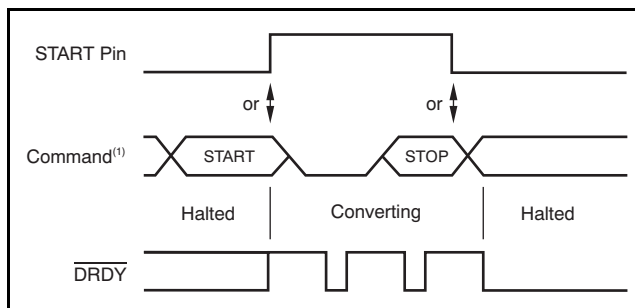 START Pin
or or
Command(1) START STOP
Halted Converting Halted
DRDY